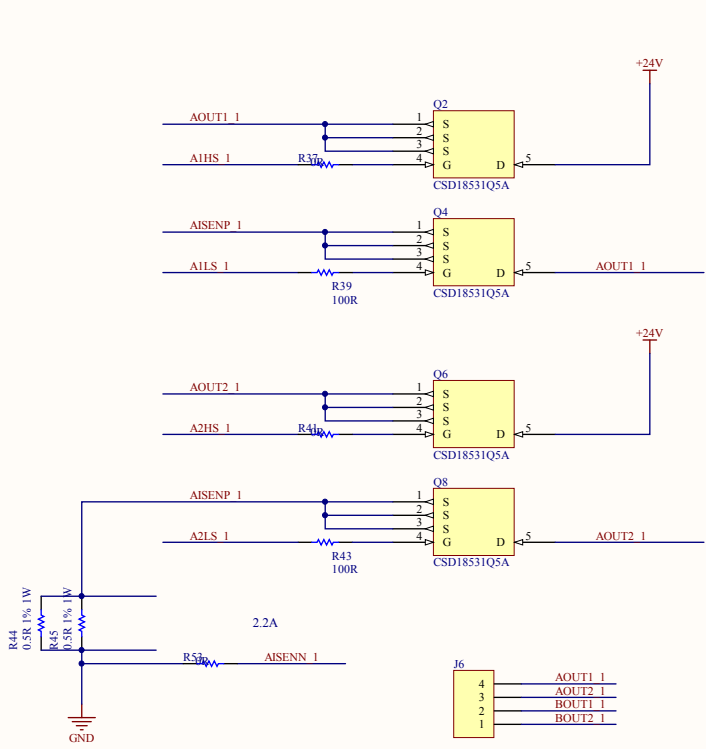 +24V
Q2
AOUT1_1
1
S
2
S
3
S
A1HS_1
R37
0R
4
G
D
5
CSD18531Q5A
Q4
AISENP_1
1
S
2
S
3
S
A1LS_1
4
G
D
5
AOUT1_1
R39
100R
CSD18531Q5A
+24V
Q6
AOUT2_1
1
S
2
S
3
S
A2HS_1
R41
0R
4
G
D
5
CSD18531Q5A
Q8
AISENP_1
1
S
2
S
3
S
A2LS_1
4
G
D
5
AOUT2_1
R43
100R
CSD18531Q5A
R44
0.5R 1% 1W
R45
0.5R 1% 1W
2.2A
R53
0R
AISENN_1
GND
J6
4
AOUT1_1
3
AOUT2_1
2
BOUT1_1
1
BOUT2_1